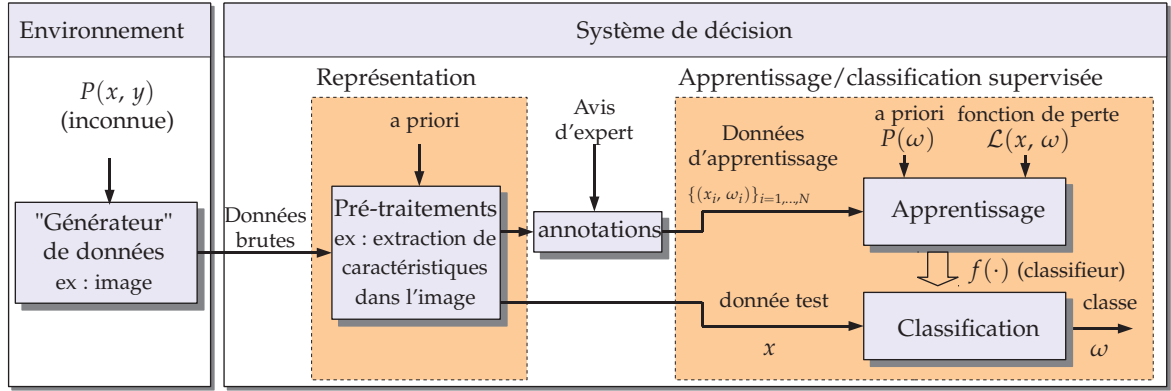 Environnement
P(x, y)
(inconnue)
"Générateur"
de données
ex : image
Données
brutes
Système de décision
Représentation
a priori
Pré-traitements
ex : extraction de
caractéristiques
dans l'image
Avis
d'expert
annotations
Apprentissage/classification supervisée
Données
d'apprentissage
{(xᵢ, ωᵢ)}ᵢ₌₁,...,N
a priori
P(ω)
fonction de perte
ℒ(x, ω)
Apprentissage
f(·) (classifieur)
donnée test
x
Classification
classe
ω